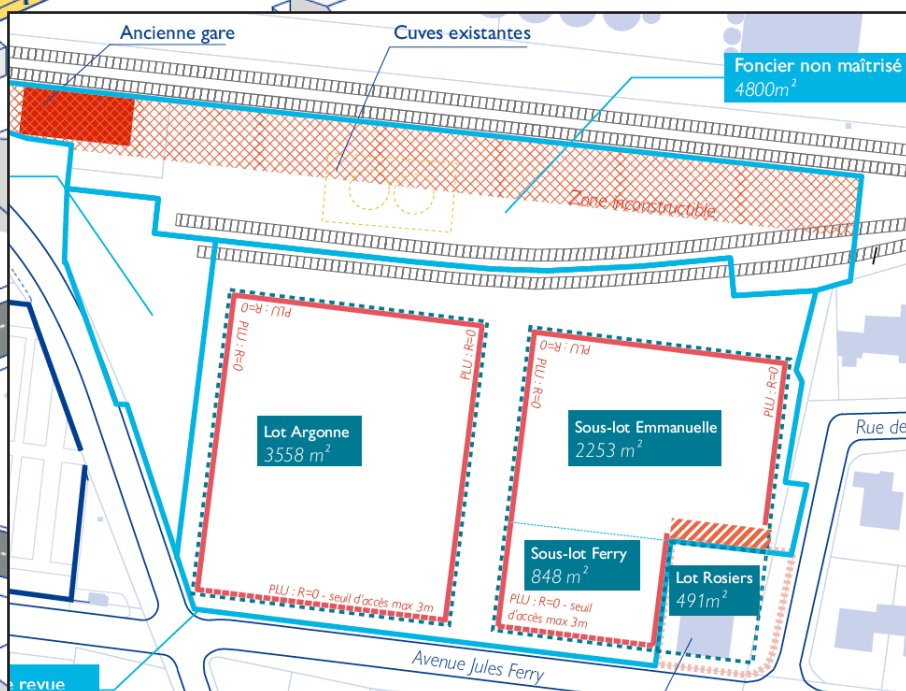 Ancienne gare
Cuves existantes
Foncier non maîtrisé
4800m²
Zone inconstructible
PLU : R=0
PLU : R=0
PLU : R=0
PLU : R=0
PLU : R=0
PLU : R=0
Lot Argonne
3558 m²
Sous-lot Emmanuelle
2253 m²
Rue de
Sous-lot Ferry
848 m²
Lot Rosiers
491m²
PLU : R=0 - seuil d'accès max 3m
PLU : R=0 - seuil
d'accès max 3m
Avenue Jules Ferry
e revue